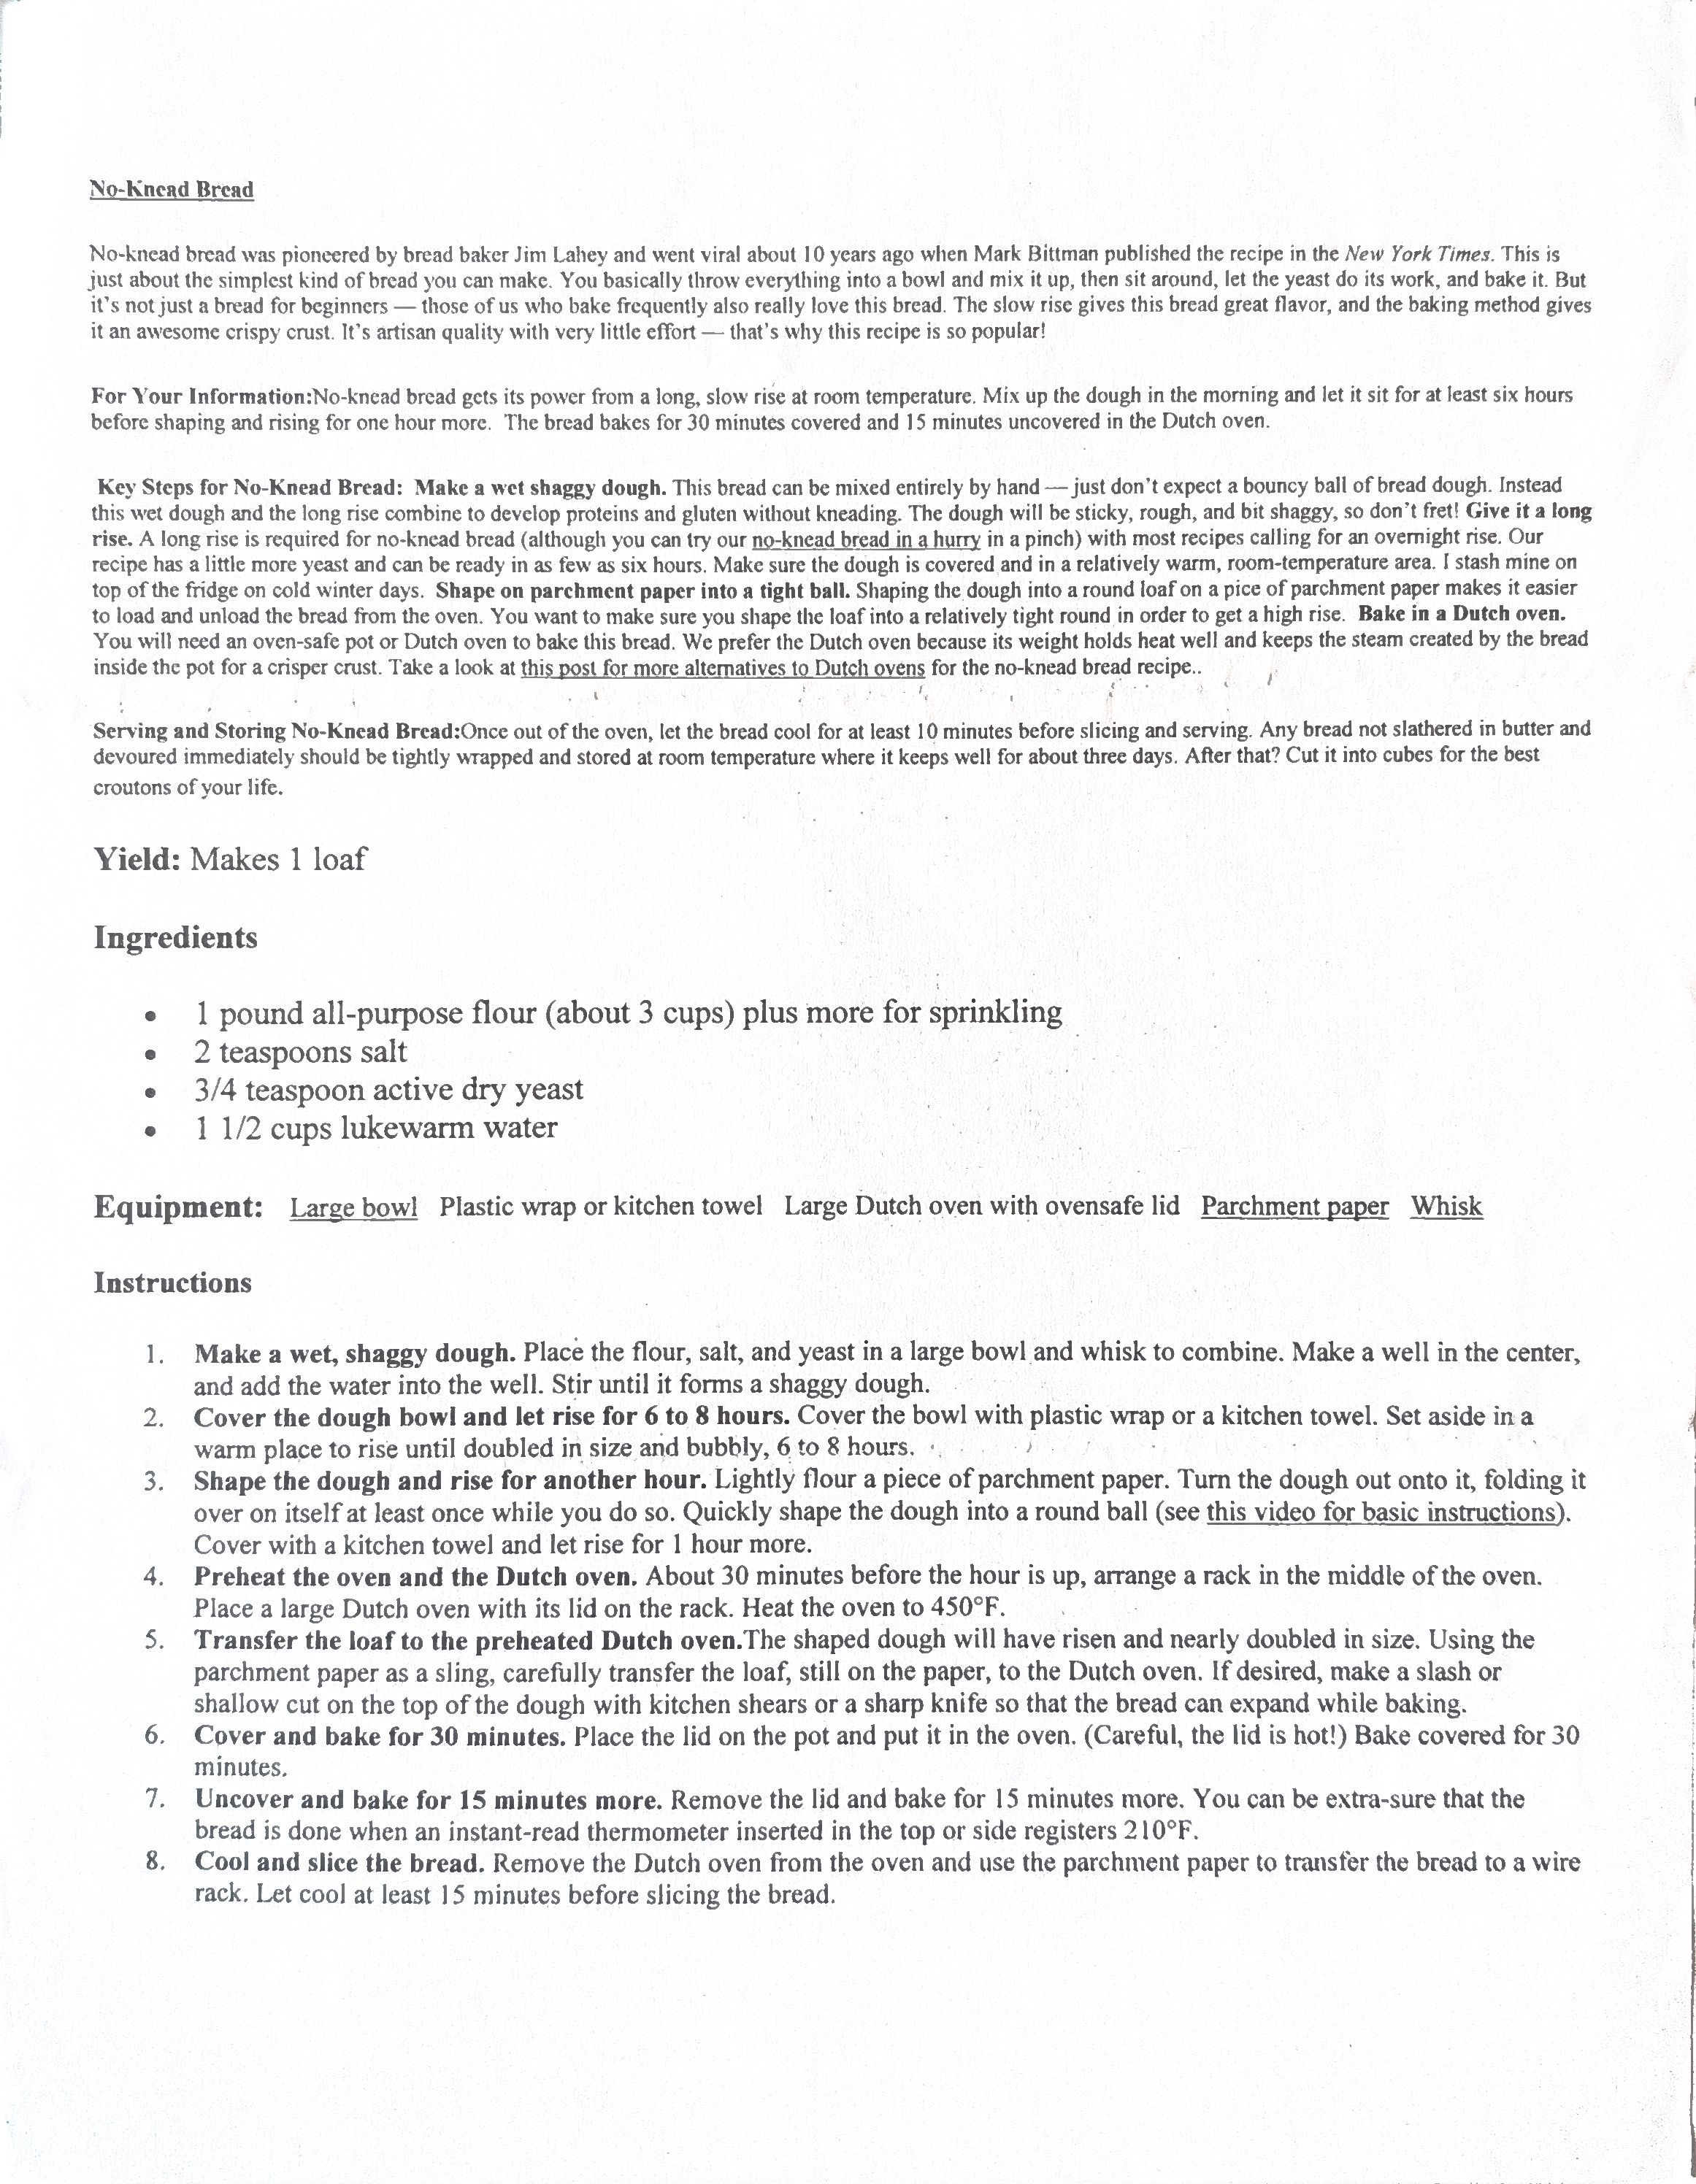 No-Knead Bread
No-knead bread was pioneered by bread baker Jim Lahey and went viral about 10 years ago when Mark Bittman published the recipe in the New York Times. This is
just about the simplest kind of bread you can make. You basically throw everything into a bowl and mix it up, then sit around, let the yeast do its work, and bake it. But
it's not just a bread for beginners — those of us who bake frequently also really love this bread. The slow rise gives this bread great flavor, and the baking method gives
it an awesome crispy crust. It's artisan quality with very little effort — that's why this recipe is so popular!
For Your Information:No-knead bread gets its power from a long, slow rise at room temperature. Mix up the dough in the morning and let it sit for at least six hours
before shaping and rising for one hour more. The bread bakes for 30 minutes covered and 15 minutes uncovered in the Dutch oven.
Key Steps for No-Knead Bread: Make a wet shaggy dough. This bread can be mixed entirely by hand — just don't expect a bouncy ball of bread dough. Instead
this wet dough and the long rise combine to develop proteins and gluten without kneading. The dough will be sticky, rough, and bit shaggy, so don't fret! Give it a long
rise. A long rise is required for no-knead bread (although you can try our no-knead bread in a hurry in a pinch) with most recipes calling for an overnight rise. Our
recipe has a little more yeast and can be ready in as few as six hours. Make sure the dough is covered and in a relatively warm, room-temperature area. I stash mine on
top of the fridge on cold winter days. Shape on parchment paper into a tight ball. Shaping the dough into a round loaf on a pice of parchment paper makes it easier
to load and unload the bread from the oven. You want to make sure you shape the loaf into a relatively tight round in order to get a high rise. Bake in a Dutch oven.
You will need an oven-safe pot or Dutch oven to bake this bread. We prefer the Dutch oven because its weight holds heat well and keeps the steam created by the bread
inside the pot for a crisper crust. Take a look at this post for more alternatives to Dutch ovens for the no-knead bread recipe..
Serving and Storing No-Knead Bread:Once out of the oven, let the bread cool for at least 10 minutes before slicing and serving. Any bread not slathered in butter and
devoured immediately should be tightly wrapped and stored at room temperature where it keeps well for about three days. After that? Cut it into cubes for the best
croutons of your life.
Yield: Makes 1 loaf
Ingredients
• 1 pound all-purpose flour (about 3 cups) plus more for sprinkling
• 2 teaspoons salt
• 3/4 teaspoon active dry yeast
• 1 1/2 cups lukewarm water
Equipment: Large bowl Plastic wrap or kitchen towel Large Dutch oven with ovensafe lid Parchment paper Whisk
Instructions
1. Make a wet, shaggy dough. Place the flour, salt, and yeast in a large bowl and whisk to combine. Make a well in the center,
and add the water into the well. Stir until it forms a shaggy dough.
2. Cover the dough bowl and let rise for 6 to 8 hours. Cover the bowl with plastic wrap or a kitchen towel. Set aside in a
warm place to rise until doubled in size and bubbly, 6 to 8 hours.
3. Shape the dough and rise for another hour. Lightly flour a piece of parchment paper. Turn the dough out onto it, folding it
over on itself at least once while you do so. Quickly shape the dough into a round ball (see this video for basic instructions).
Cover with a kitchen towel and let rise for 1 hour more.
4. Preheat the oven and the Dutch oven. About 30 minutes before the hour is up, arrange a rack in the middle of the oven.
Place a large Dutch oven with its lid on the rack. Heat the oven to 450°F.
5. Transfer the loaf to the preheated Dutch oven.The shaped dough will have risen and nearly doubled in size. Using the
parchment paper as a sling, carefully transfer the loaf, still on the paper, to the Dutch oven. If desired, make a slash or
shallow cut on the top of the dough with kitchen shears or a sharp knife so that the bread can expand while baking.
6. Cover and bake for 30 minutes. Place the lid on the pot and put it in the oven. (Careful, the lid is hot!) Bake covered for 30
minutes.
7. Uncover and bake for 15 minutes more. Remove the lid and bake for 15 minutes more. You can be extra-sure that the
bread is done when an instant-read thermometer inserted in the top or side registers 210°F.
8. Cool and slice the bread. Remove the Dutch oven from the oven and use the parchment paper to transfer the bread to a wire
rack. Let cool at least 15 minutes before slicing the bread.